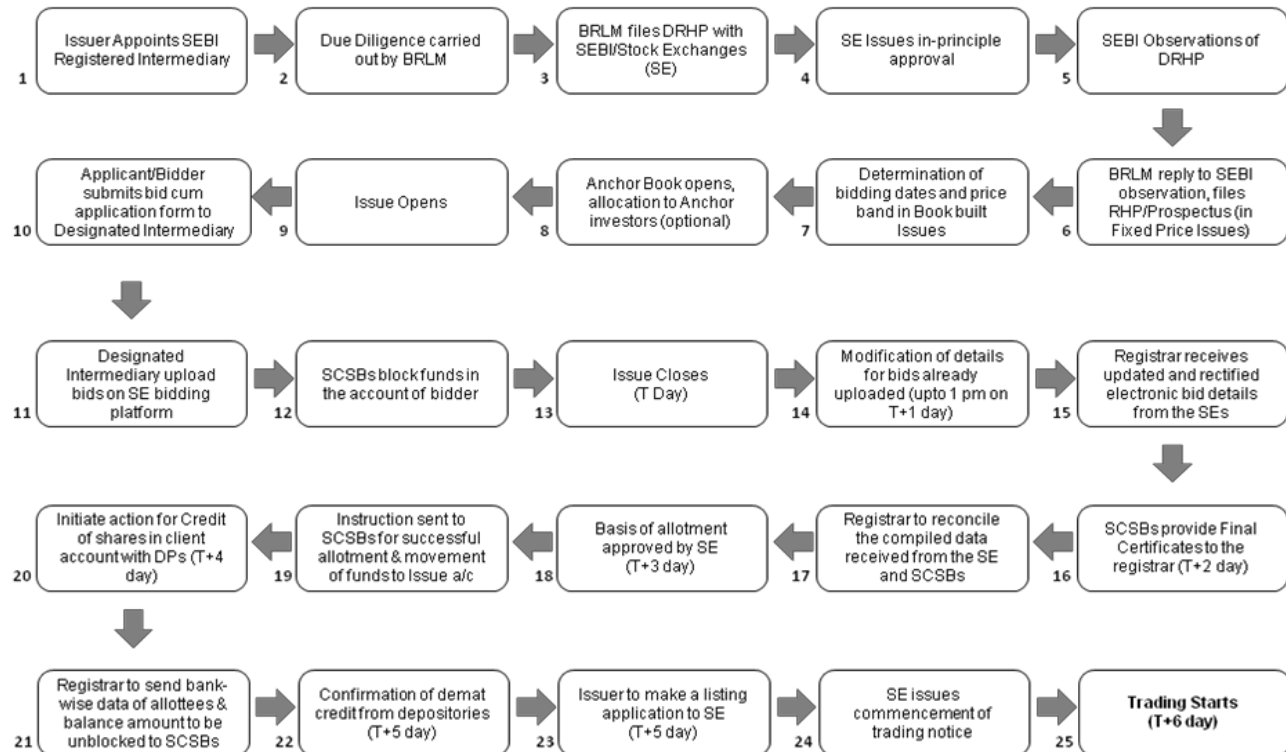 Issuer Appoints SEBI
Registered Intermediary
1
Due Diligence carried
out by BRLM
2
BRLM files DRHP with
SEBI/Stock Exchanges
(SE)
3
SE Issues in-principle
approval
4
SEBI Observations of
DRHP
5
BRLM reply to SEBI
observation, files
RHP/Prospectus (in
Fixed Price Issues)
6
Determination of
bidding dates and price
band in Book built
Issues
7
Anchor Book opens,
allocation to Anchor
investors (optional)
8
Issue Opens
9
Applicant/Bidder
submits bid cum
application form to
Designated Intermediary
10
Designated
Intermediary upload
bids on SE bidding
platform
11
SCSBs block funds in
the account of bidder
12
Issue Closes
(T Day)
13
Modification of details
for bids already
uploaded (upto 1 pm on
T+1 day)
14
Registrar receives
updated and rectified
electronic bid details
from the SEs
15
SCSBs provide Final
Certificates to the
registrar (T+2 day)
16
Registrar to reconcile
the compiled data
received from the SE
and SCSBs
17
Basis of allotment
approved by SE
(T+3 day)
18
Instruction sent to
SCSBs for successful
allotment & movement
of funds to Issue a/c
19
Initiate action for Credit
of shares in client
account with DPs (T+4
day)
20
Registrar to send bank-
wise data of allottees &
balance amount to be
unblocked to SCSBs
21
Confirmation of demat
credit from depositories
(T+5 day)
22
Issuer to make a listing
application to SE
(T+5 day)
23
SE issues
commencement of
trading notice
24
Trading Starts
(T+6 day)
25